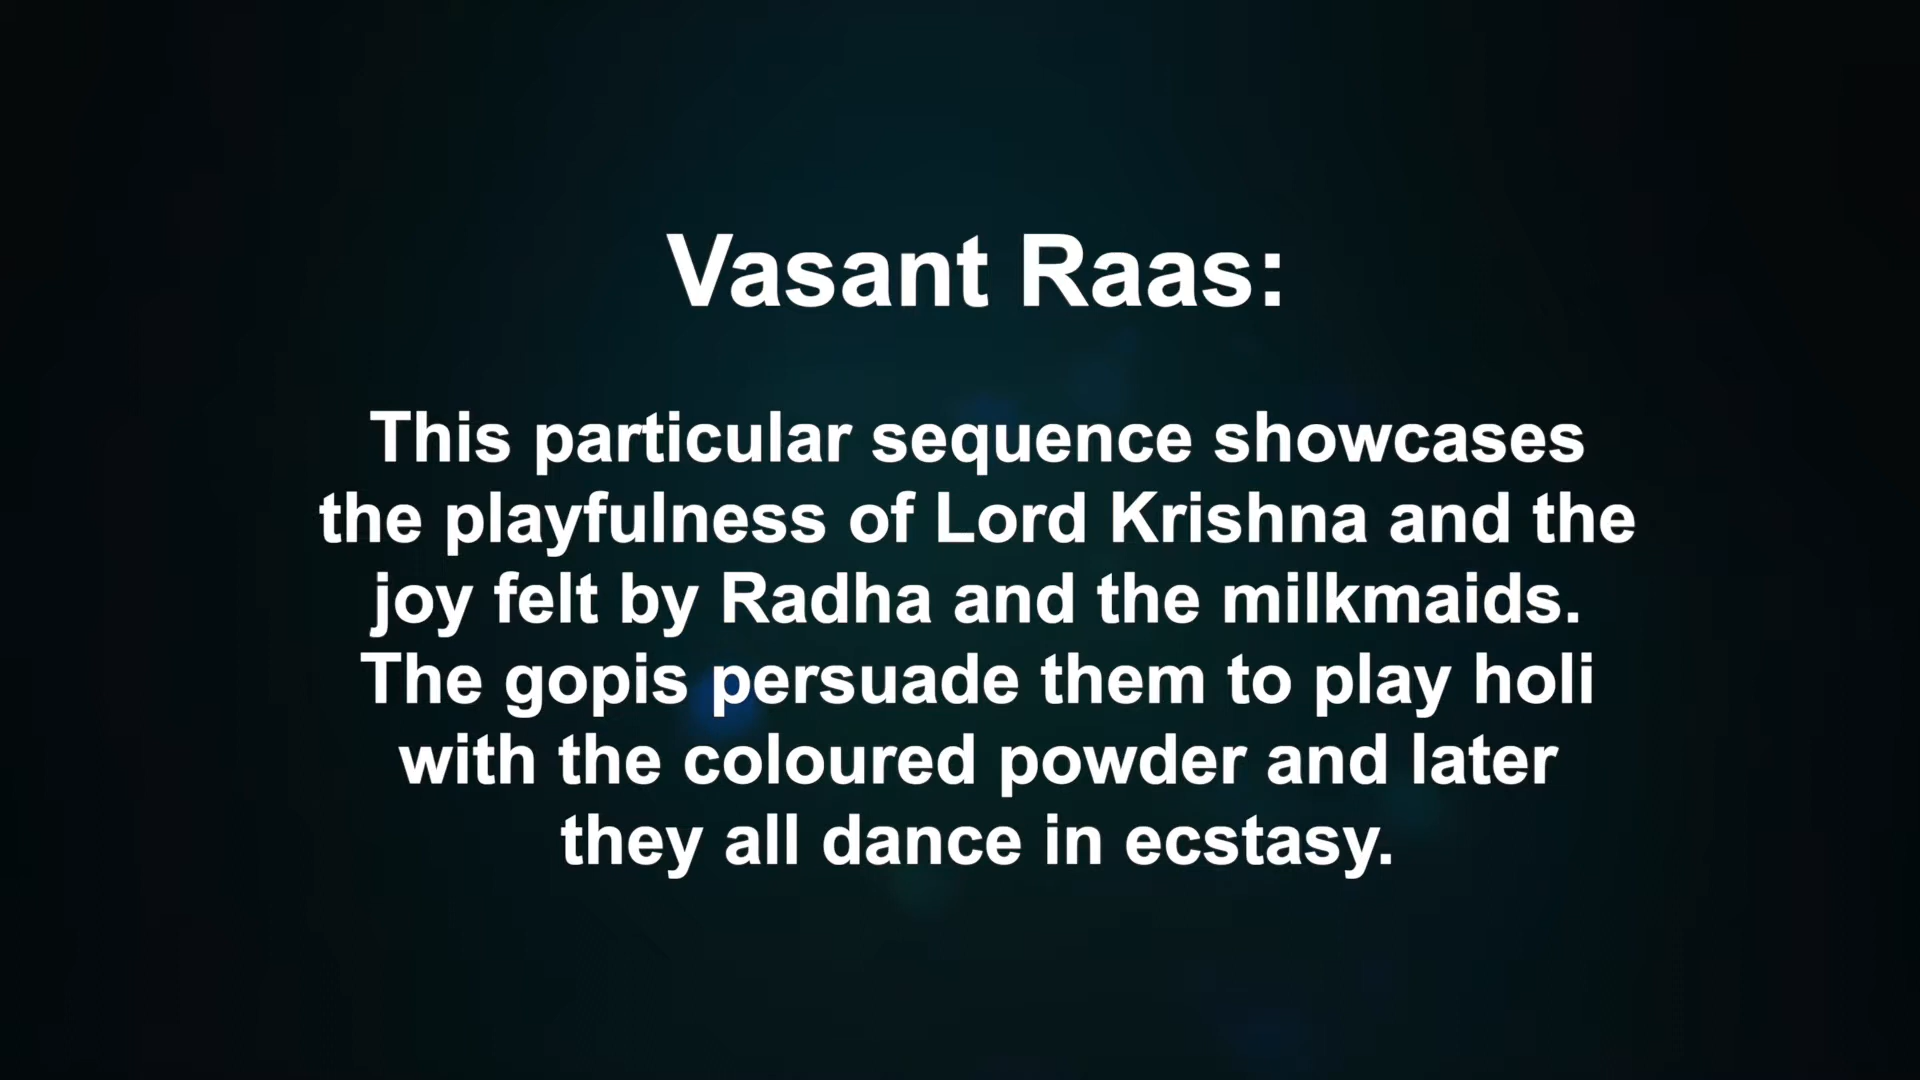 Vasant Raas:
This particular sequence showcases
the playfulness of Lord Krishna and the
joy felt by Radha and the milkmaids.
The gopis persuade them to play holi
with the coloured powder and later
they all dance in ecstasy.